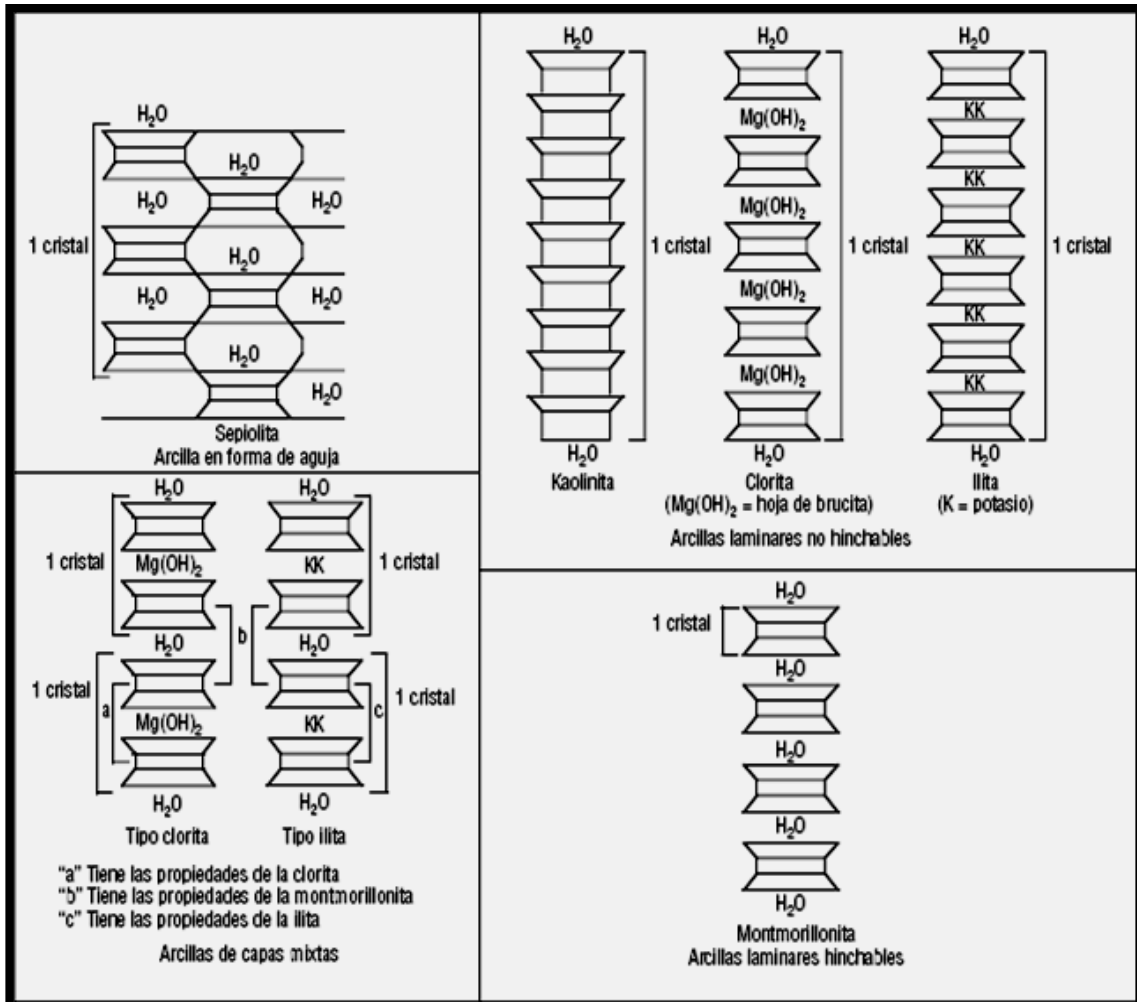 H₂O
H₂O
H₂O
H₂O
1 cristal
H₂O
H₂O
H₂O
H₂O
H₂O
H₂O
Sepiolita
Arcilla en forma de aguja
H₂O
H₂O
H₂O
Mg(OH)₂
KK
KK
Mg(OH)₂
KK
1 cristal
1 cristal
KK
1 cristal
Mg(OH)₂
KK
Mg(OH)₂
KK
H₂O
H₂O
H₂O
Kaolinita
Clorita
Ilita
(Mg(OH)₂ = hoja de brucita)
(K = potasio)
Arcillas laminares no hinchables
H₂O
H₂O
1 cristal
Mg(OH)₂
KK
1 cristal
b
H₂O
H₂O
1 cristal
a
c
1 cristal
Mg(OH)₂
KK
H₂O
H₂O
Tipo clorita
Tipo ilita
“a” Tiene las propiedades de la clorita
“b” Tiene las propiedades de la montmorillonita
“c” Tiene las propiedades de la ilita
Arcillas de capas mixtas
H₂O
1 cristal
H₂O
H₂O
H₂O
H₂O
Montmorillonita
Arcillas laminares hinchables